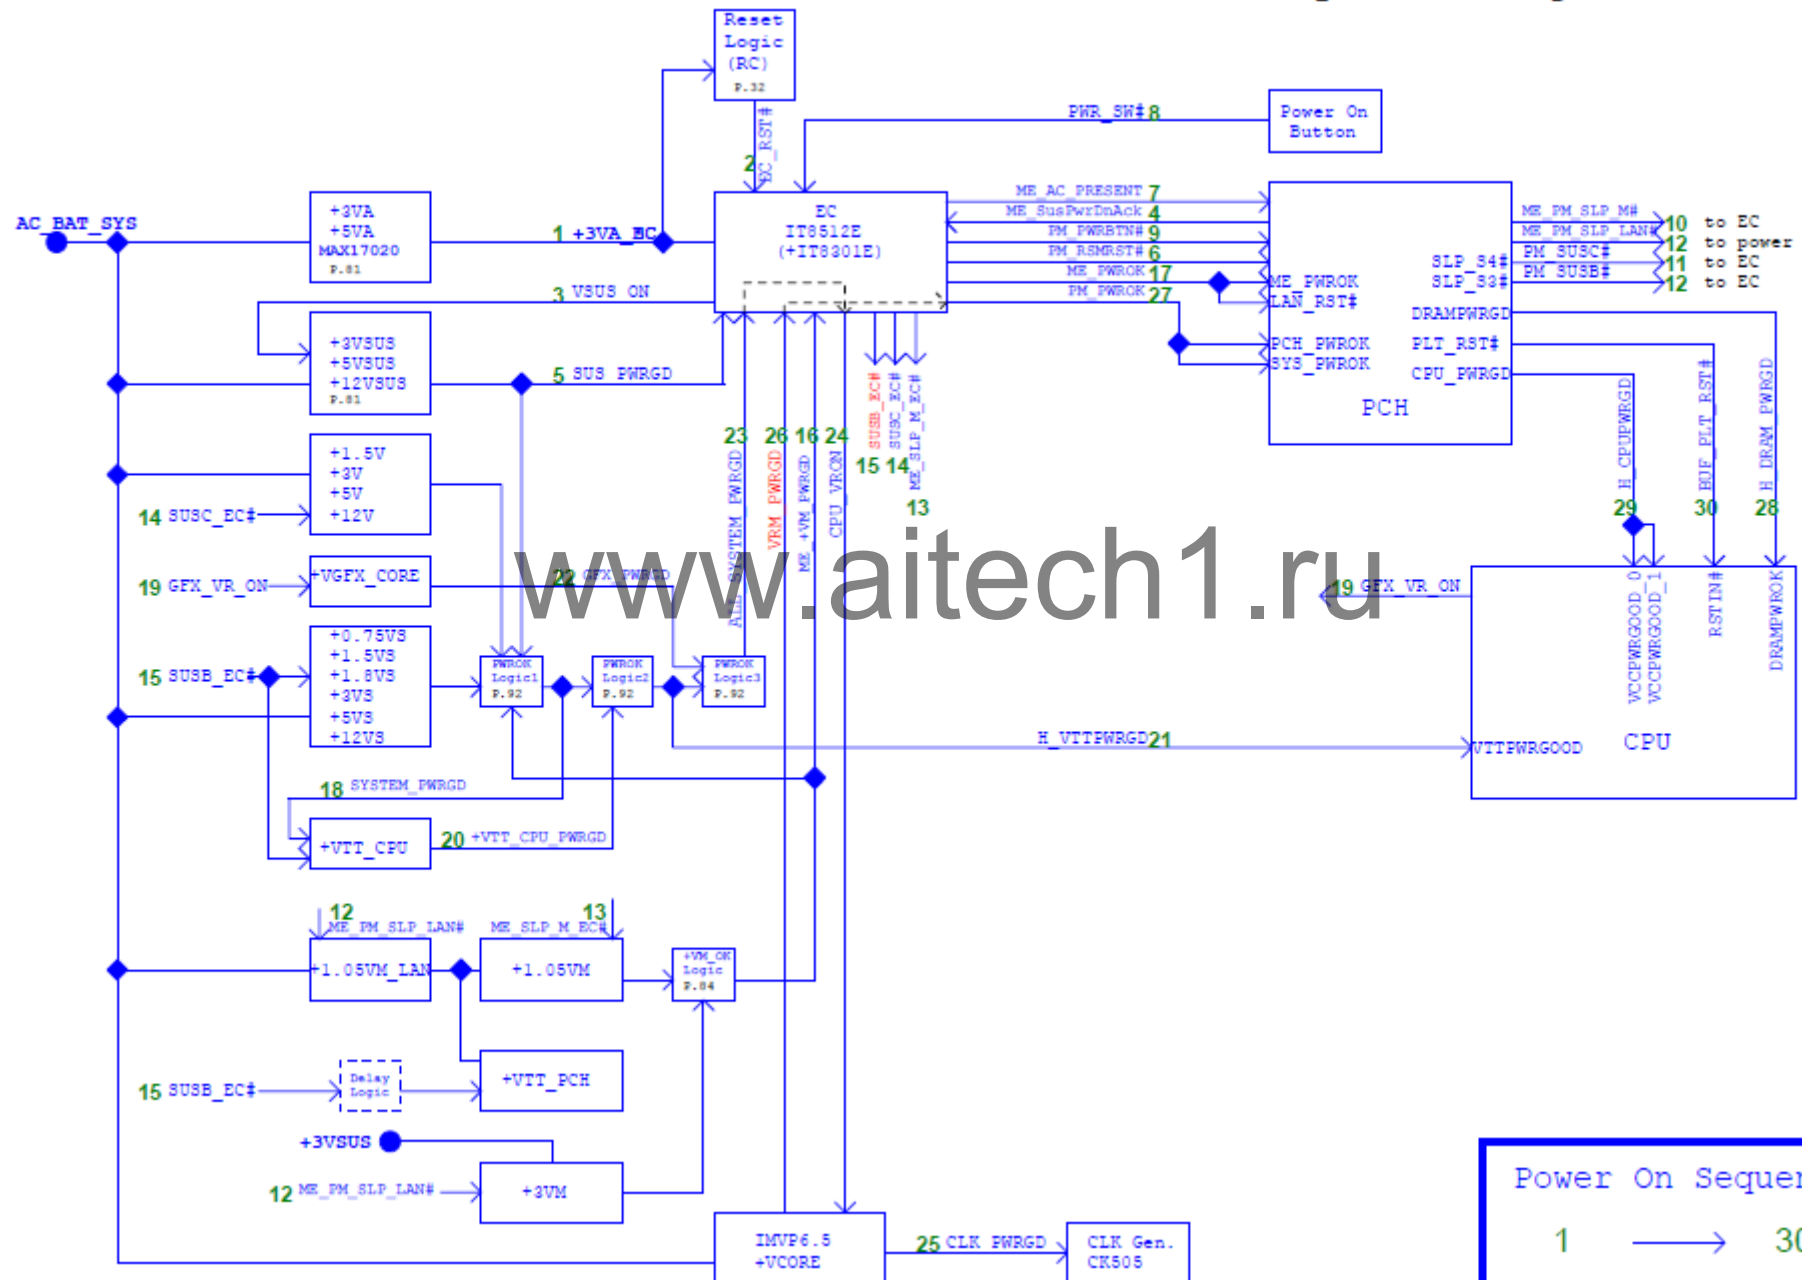 Reset
Logic
(RC)
P.32
EC_RST#
2
PWR_SW# 8
Power On
Button
AC_BAT_SYS
+3VA
+5VA
MAX17020
P.81
1 +3VA_EC
EC
IT8512E
(+IT8301E)
ME_AC_PRESENT 7
ME_SusPwrDnAck 4
PM_PWRBTN# 9
PM_RSMRST# 6
ME_PWROK 17
PM_PWROK 27
ME_PWROK
LAN_RST#
PCH_PWROK
SYS_PWROK
SLP_S4#
SLP_S3#
DRAMPWRGD
PLT_RST#
CPU_PWRGD
PCH
ME_PM_SLP_M# 10 to EC
ME_PM_SLP_LAN# 12 to power
PM_SUSC# 11 to EC
PM_SUSB# 12 to EC
3 VSUS_ON
+3VSUS
+5VSUS
+12VSUS
P.81
5 SUS_PWRGD
23 ALL_SYSTEM_PWRGD
26 VRM_PWRGD
16 ME_+VM_PWRGD
24 CPU_VRON
SUSB_EC# 15
SUSC_EC# 14
ME_SLP_M_EC# 13
H_CPUPWRGD 29
BUF_PLT_RST# 30
H_DRAM_PWRGD 28
+1.5V
+3V
+5V
+12V
14 SUSC_EC#
19 GFX_VR_ON
+VGFX_CORE
22 GFX_PWRGD
www.aitech1.ru
19 GFX_VR_ON
VCCPWRGOOD_0
VCCPWRGOOD_1
RSTIN#
DRAMPWROK
VTTPWRGOOD
CPU
+0.75VS
+1.5VS
+1.8VS
+3VS
+5VS
+12VS
15 SUSB_EC#
PWROK
Logic1
P.92
PWROK
Logic2
P.92
PWROK
Logic3
P.92
H_VTTPWRGD 21
18 SYSTEM_PWRGD
+VTT_CPU
20 +VTT_CPU_PWRGD
12
ME_PM_SLP_LAN#
13
ME_SLP_M_EC#
+1.05VM_LAN
+1.05VM
+VM_OK
Logic
P.84
15 SUSB_EC#
Delay
Logic
+VTT_PCH
+3VSUS
12 ME_PM_SLP_LAN#
+3VM
IMVP6.5
+VCORE
25 CLK_PWRGD
CLK Gen.
CK505
Power On Sequen
1 30